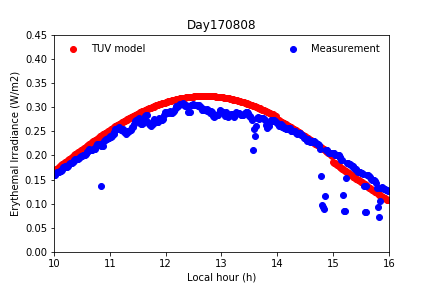 Day170808
TUV model
Measurement
Erythemal Irradiance (W/m2)
0.45
0.40
0.35
0.30
0.25
0.20
0.15
0.10
0.05
0.00
10 11 12 13 14 15 16
Local hour (h)